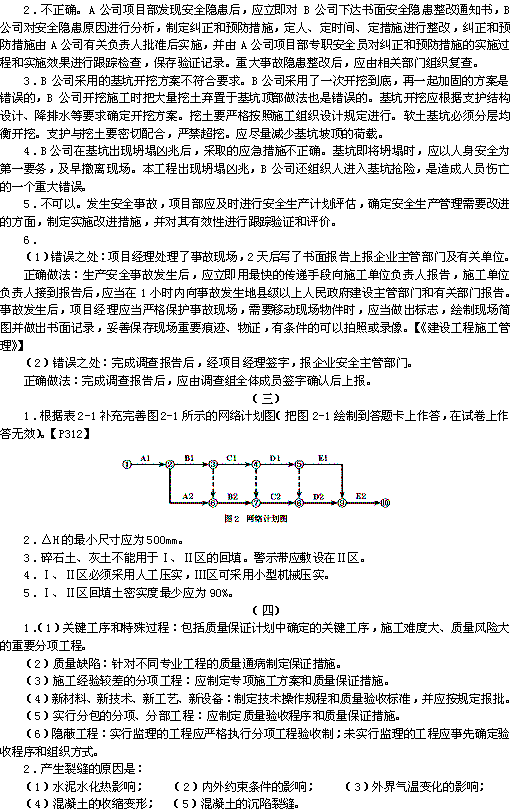 2．不正确。A 公司项目部发现安全隐患后，应立即对 B 公司下达书面安全隐患整改通知书，B
公司对安全隐患原因进行分析，制定纠正和预防措施，定人、定时间、定措施进行整改，纠正和预
防措施由 A 公司有关负责人批准后实施，并由 A 公司项目部专职安全员对纠正和预防措施的实施过
程和实施效果进行跟踪检查，保存验证记录。重大事故隐患整改后，应由相关部门组织复查。
3．B 公司采用的基坑开挖方案不符合要求。B 公司采用了一次开挖到底，再一起加固的方案是
错误的，B 公司开挖施工时把大量挖土弃置于基坑顶部做法也是错误的。基坑开挖应根据支护结构
设计、降排水等要求确定开挖方案。挖土要严格按照施工组织设计规定进行。软土基坑必须分层均
衡开挖。支护与挖土要密切配合，严禁超挖。应尽量减少基坑坡顶的荷载。
4．B 公司在基坑出现坍塌凶兆后，采取的应急措施不正确。基坑即将坍塌时，应以人身安全为
第一要务，及早撤离现场。本工程出现坍塌凶兆，B 公司还组织人进入基坑抢险，是造成人员伤亡
的一个重大错误。
5．不可以。发生安全事故，项目部应及时进行安全生产计划评估，确定安全生产管理需要改进
的方面，制定实施改进措施，并对其有效性进行跟踪验证和评价。
6．
（1）错误之处：项目经理处理了事故现场，2 天后写了书面报告上报企业主管部门及有关单位。
正确做法：生产安全事故发生后，应立即用最快的传递手段向施工单位负责人报告，施工单位
负责人接到报告后，应当在 1 小时内向事故发生地县级以上人民政府建设主管部门和有关部门报告。
事故发生后，项目经理应当严格保护事故现场，需要移动现场物件时，应当做出标志，绘制现场简
图并做出书面记录，妥善保存现场重要痕迹、物证，有条件的可以拍照或录像。【《建设工程施工管
理》】
（2）错误之处：完成调查报告后，经项目经理签字，报企业安全主管部门。
正确做法：完成调查报告后，应由调查组全体成员签字确认后上报。
（三）
1．根据表2-1 补充完善图2-1 所示的网络计划图（把图 2-1 绘制到答题卡上作答，在试卷上作
答无效）。【P312】
A1 B1 C1 D1 E1
① ② ③ ④ ⑤
A2 B2 C2 D2 E2
⑥ ⑦ ⑧ ⑨ ⑩
图 2 网络计划图
2．△H的最小尺寸应为500mm。
3．碎石土、灰土不能用于Ⅰ、Ⅱ区的回填。警示带应敷设在Ⅱ区。
4．Ⅰ、Ⅱ区必须采用人工压实，Ⅲ区可采用小型机械压实。
5．Ⅰ、Ⅱ区回填土密实度最少应为90%。
（四）
1.（1）关键工序和特殊过程：包括质量保证计划中确定的关键工序，施工难度大、质量风险大
的重要分项工程。
（2）质量缺陷：针对不同专业工程的质量通病制定保证措施。
（3）施工经验较差的分项工程：应制定专项施工方案和质量保证措施。
（4）新材料、新技术、新工艺、新设备：制定技术操作规程和质量验收标准，并应按规定报批。
（5）实行分包的分项、分部工程：应制定质量验收程序和质量保证措施。
（6）隐蔽工程：实行监理的工程应严格执行分项工程验收制；未实行监理的工程应事先确定验
收程序和组织方式。
2．产生裂缝的原因是：
（1）水泥水化热影响； （2）内外约束条件的影响； （3）外界气温变化的影响；
（4）混凝土的收缩变形； （5）混凝土的沉陷裂缝。